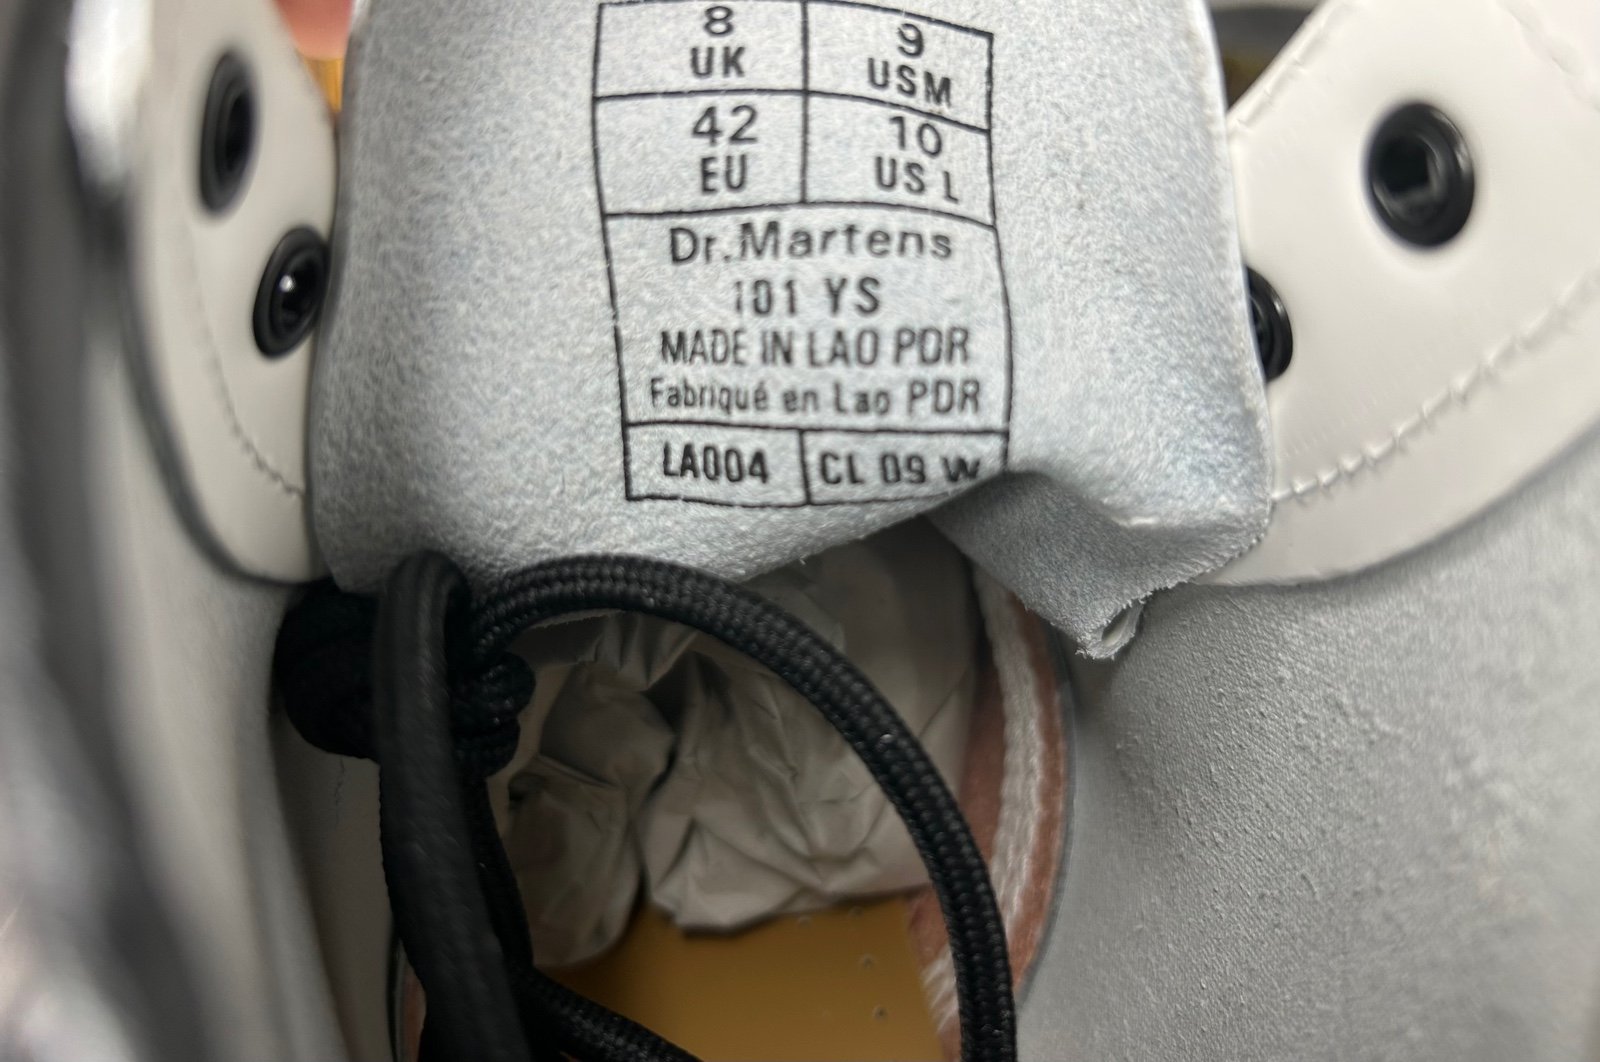 8 9
UK USM
42 10
EU US L
Dr.Martens
101 YS
MADE IN LAO PDR
Fabriqué en Lao PDR
LA004 CL 09 W